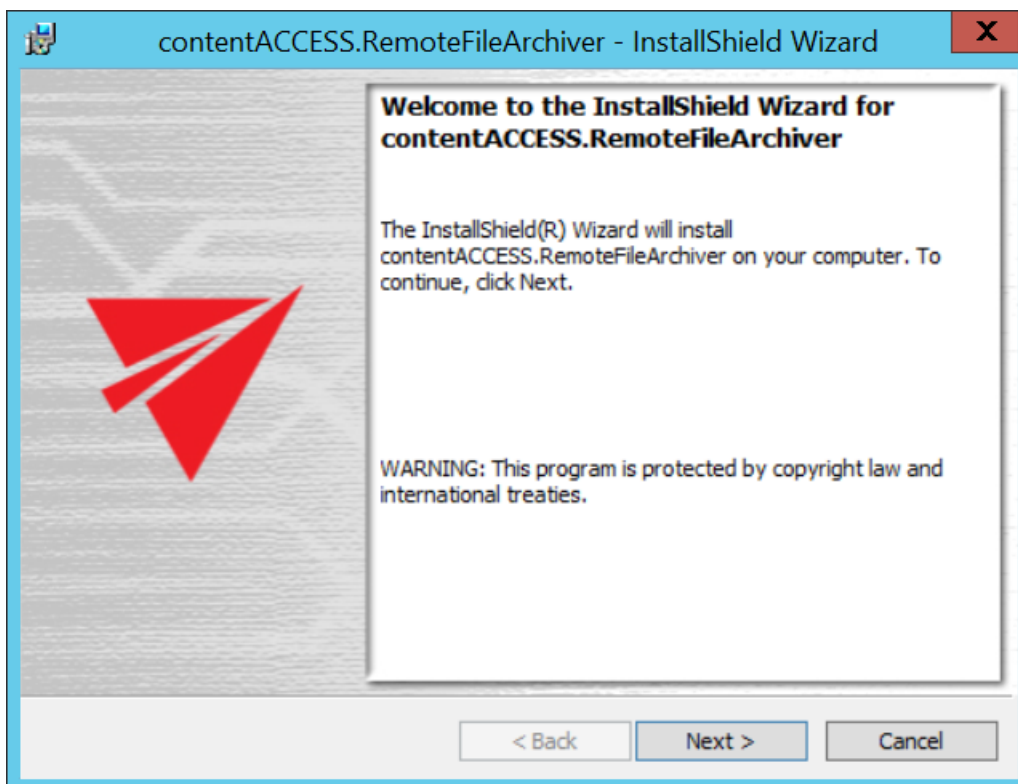 contentACCESS.RemoteFileArchiver - InstallShield Wizard
X
Welcome to the InstallShield Wizard for
contentACCESS.RemoteFileArchiver
The InstallShield(R) Wizard will install
contentACCESS.RemoteFileArchiver on your computer. To
continue, click Next.
WARNING: This program is protected by copyright law and
international treaties.
< Back
Next >
Cancel